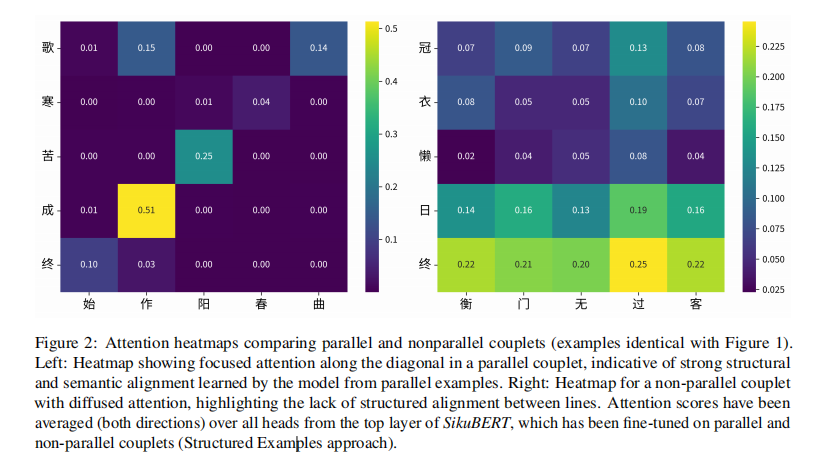 歌 0.01 0.15 0.00 0.00 0.14
寒 0.00 0.00 0.01 0.04 0.00
苦 0.00 0.00 0.25 0.00 0.00
成 0.01 0.51 0.00 0.00 0.00
终 0.10 0.03 0.00 0.00 0.00
始 作 阳 春 曲
0.5
0.4
0.3
0.2
0.1
冠 0.07 0.09 0.07 0.13 0.08
衣 0.08 0.05 0.05 0.10 0.07
懒 0.02 0.04 0.05 0.08 0.04
日 0.14 0.16 0.13 0.19 0.16
终 0.22 0.21 0.20 0.25 0.22
衡 门 无 过 客
0.225
0.200
0.175
0.150
0.125
0.100
0.075
0.050
0.025
Figure 2: Attention heatmaps comparing parallel and nonparallel couplets (examples identical with Figure 1).
Left: Heatmap showing focused attention along the diagonal in a parallel couplet, indicative of strong structural
and semantic alignment learned by the model from parallel examples. Right: Heatmap for a non-parallel couplet
with diffused attention, highlighting the lack of structured alignment between lines. Attention scores have been
averaged (both directions) over all heads from the top layer of SikuBERT, which has been fine-tuned on parallel and
non-parallel couplets (Structured Examples approach).